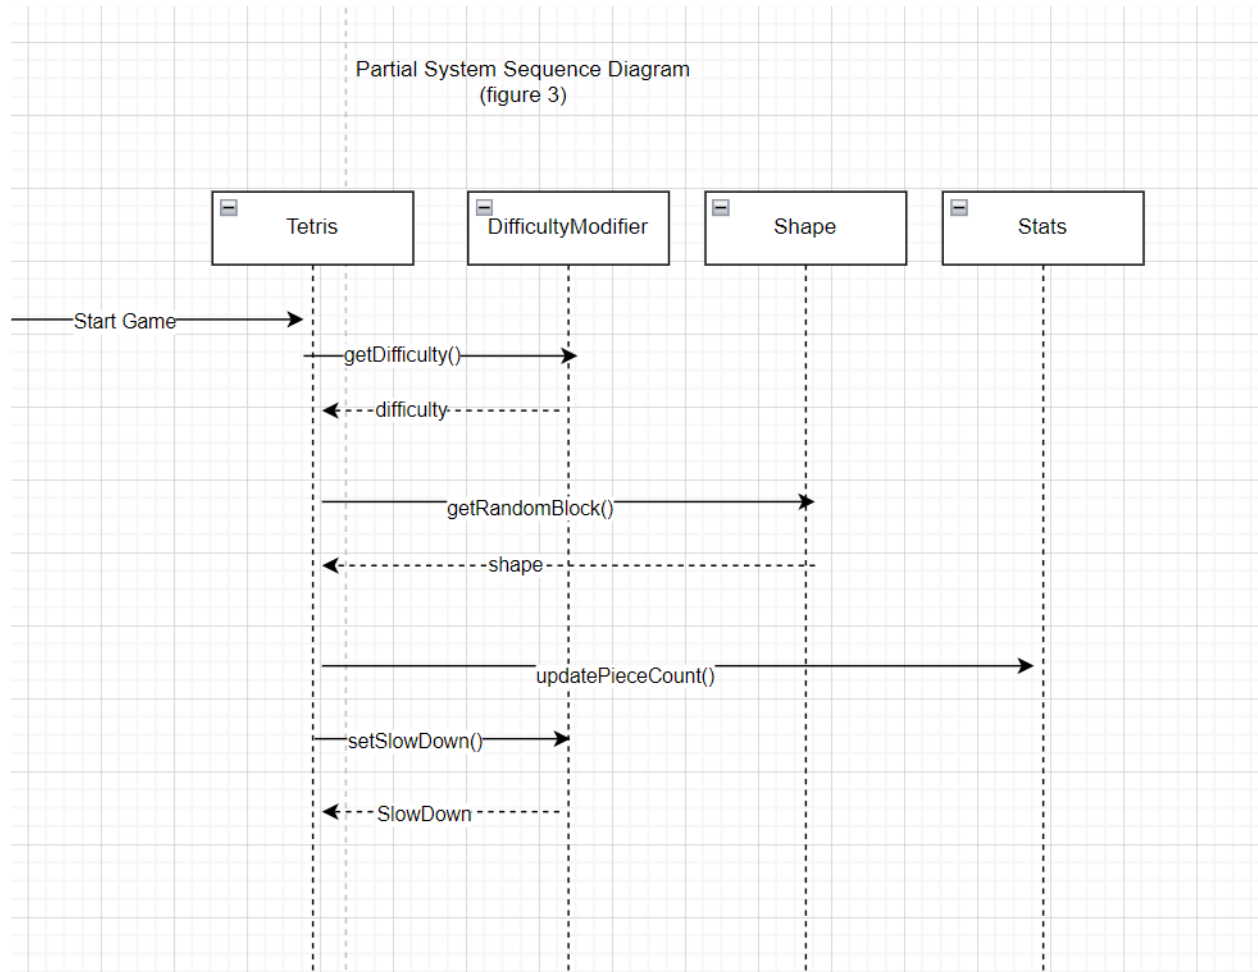 Partial System Sequence Diagram
(figure 3)
Tetris
DifficultyModifier
Shape
Stats
Start Game
getDifficulty()
difficulty
getRandomBlock()
shape
updatePieceCount()
setSlowDown()
SlowDown